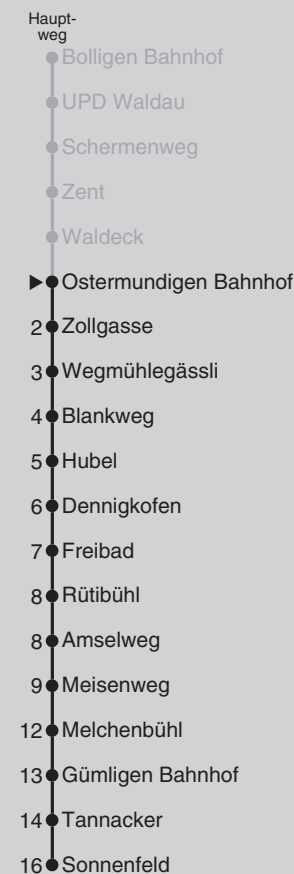 Haupt-
weg
Bolligen Bahnhof
UPD Waldau
Schermenweg
Zent
Waldeck
Ostermundigen Bahnhof
2 Zollgasse
3 Wegmühlegässli
4 Blankweg
5 Hubel
6 Dennigkofen
7 Freibad
8 Rütibühl
8 Amselweg
9 Meisenweg
12 Melchenbühl
13 Gümligen Bahnhof
14 Tannacker
16 Sonnenfeld